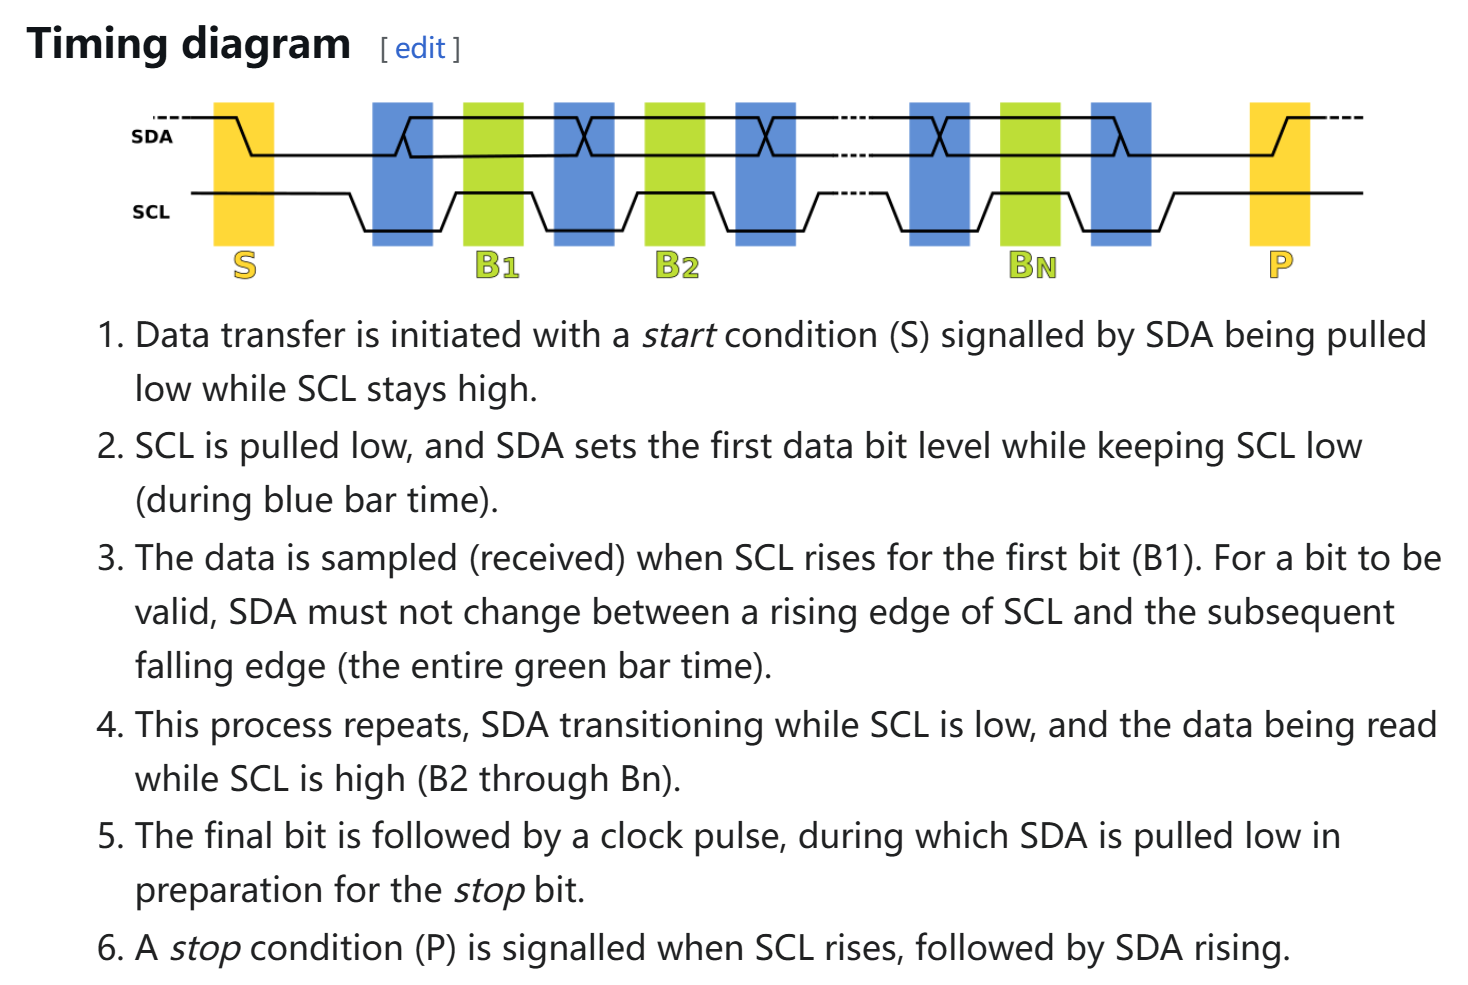 Timing diagram [ edit ]
SDA
SCL
S B1 B2 BN P
1. Data transfer is initiated with a start condition (S) signalled by SDA being pulled
low while SCL stays high.
2. SCL is pulled low, and SDA sets the first data bit level while keeping SCL low
(during blue bar time).
3. The data is sampled (received) when SCL rises for the first bit (B1). For a bit to be
valid, SDA must not change between a rising edge of SCL and the subsequent
falling edge (the entire green bar time).
4. This process repeats, SDA transitioning while SCL is low, and the data being read
while SCL is high (B2 through Bn).
5. The final bit is followed by a clock pulse, during which SDA is pulled low in
preparation for the stop bit.
6. A stop condition (P) is signalled when SCL rises, followed by SDA rising.